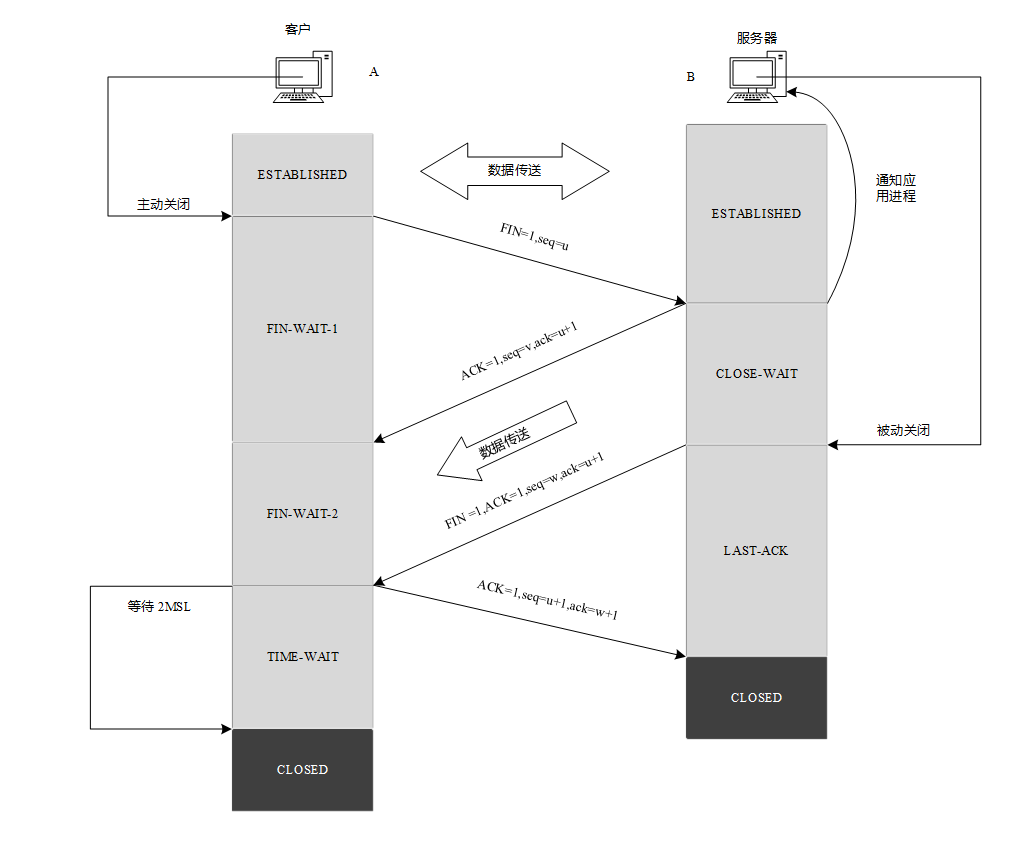 客户
服务器
A
B
ESTABLISHED
数据传送
通知应
用进程
主动关闭
ESTABLISHED
FIN=1,seq=u
FIN-WAIT-1
ACK=1,seq=v,ack=u+1
CLOSE-WAIT
被动关闭
数据传送
FIN =1,ACK=1,seq=w,ack=u+1
FIN-WAIT-2
LAST-ACK
等待 2MSL
ACK=1,seq=u+1,ack=w+1
TIME-WAIT
CLOSED
CLOSED